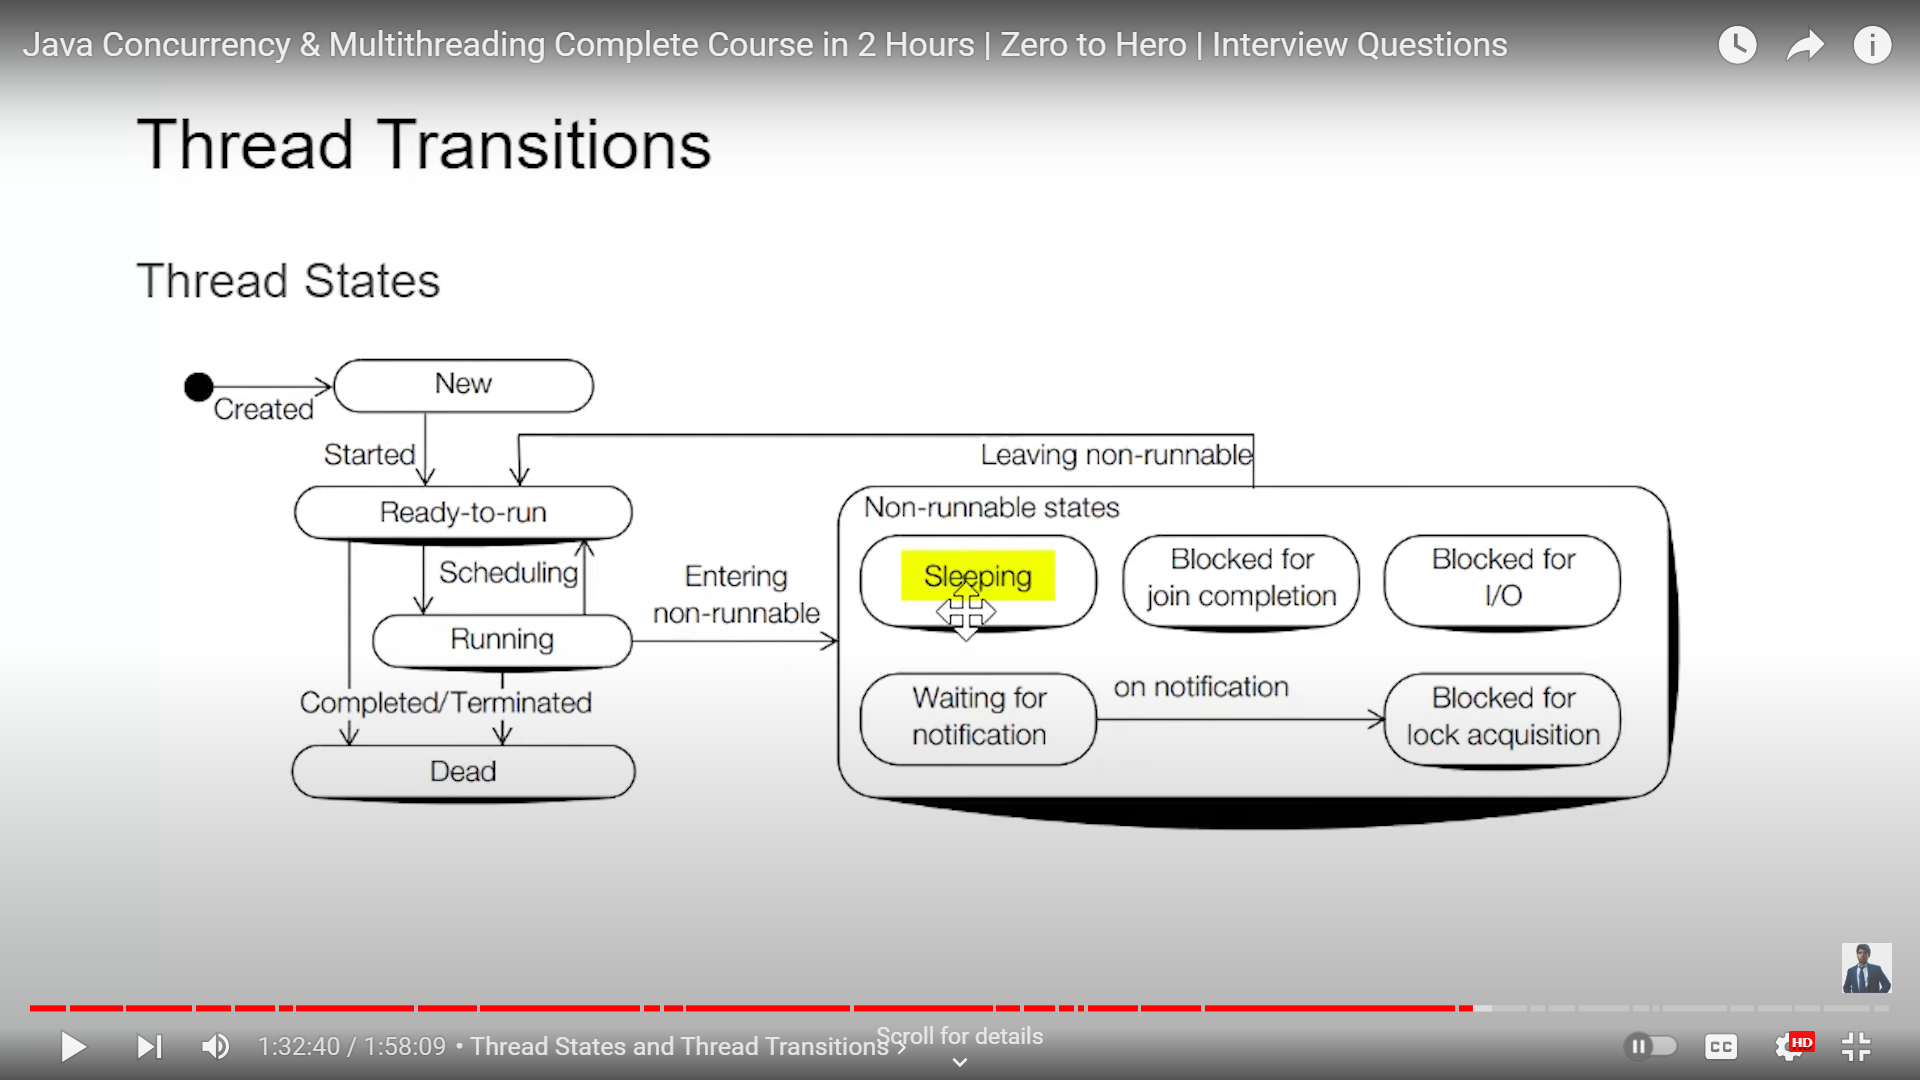 Java Concurrency & Multithreading Complete Course in 2 Hours | Zero to Hero | Interview Questions
Thread Transitions
Thread States
New
Created
Started
Leaving non-runnable
Ready-to-run
Non-runnable states
Scheduling
Entering
non-runnable
Sleeping
Blocked for
join completion
Blocked for
I/O
Running
Completed/Terminated
Waiting for
notification
on notification
Blocked for
lock acquisition
Dead
Scroll for details
1:32:40 / 1:58:09 • Thread States and Thread Transitions
CC
HD